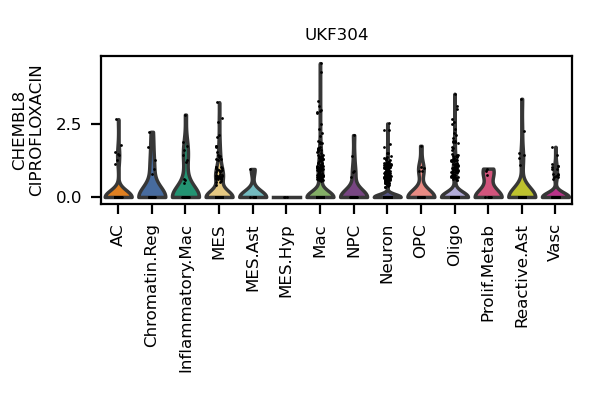 UKF304
CHEMBL8
CIPROFLOXACIN
2.5
0.0
AC
Chromatin.Reg
Inflammatory.Mac
MES
MES.Ast
MES.Hyp
Mac
NPC
Neuron
OPC
Oligo
Prolif.Metab
Reactive.Ast
Vasc